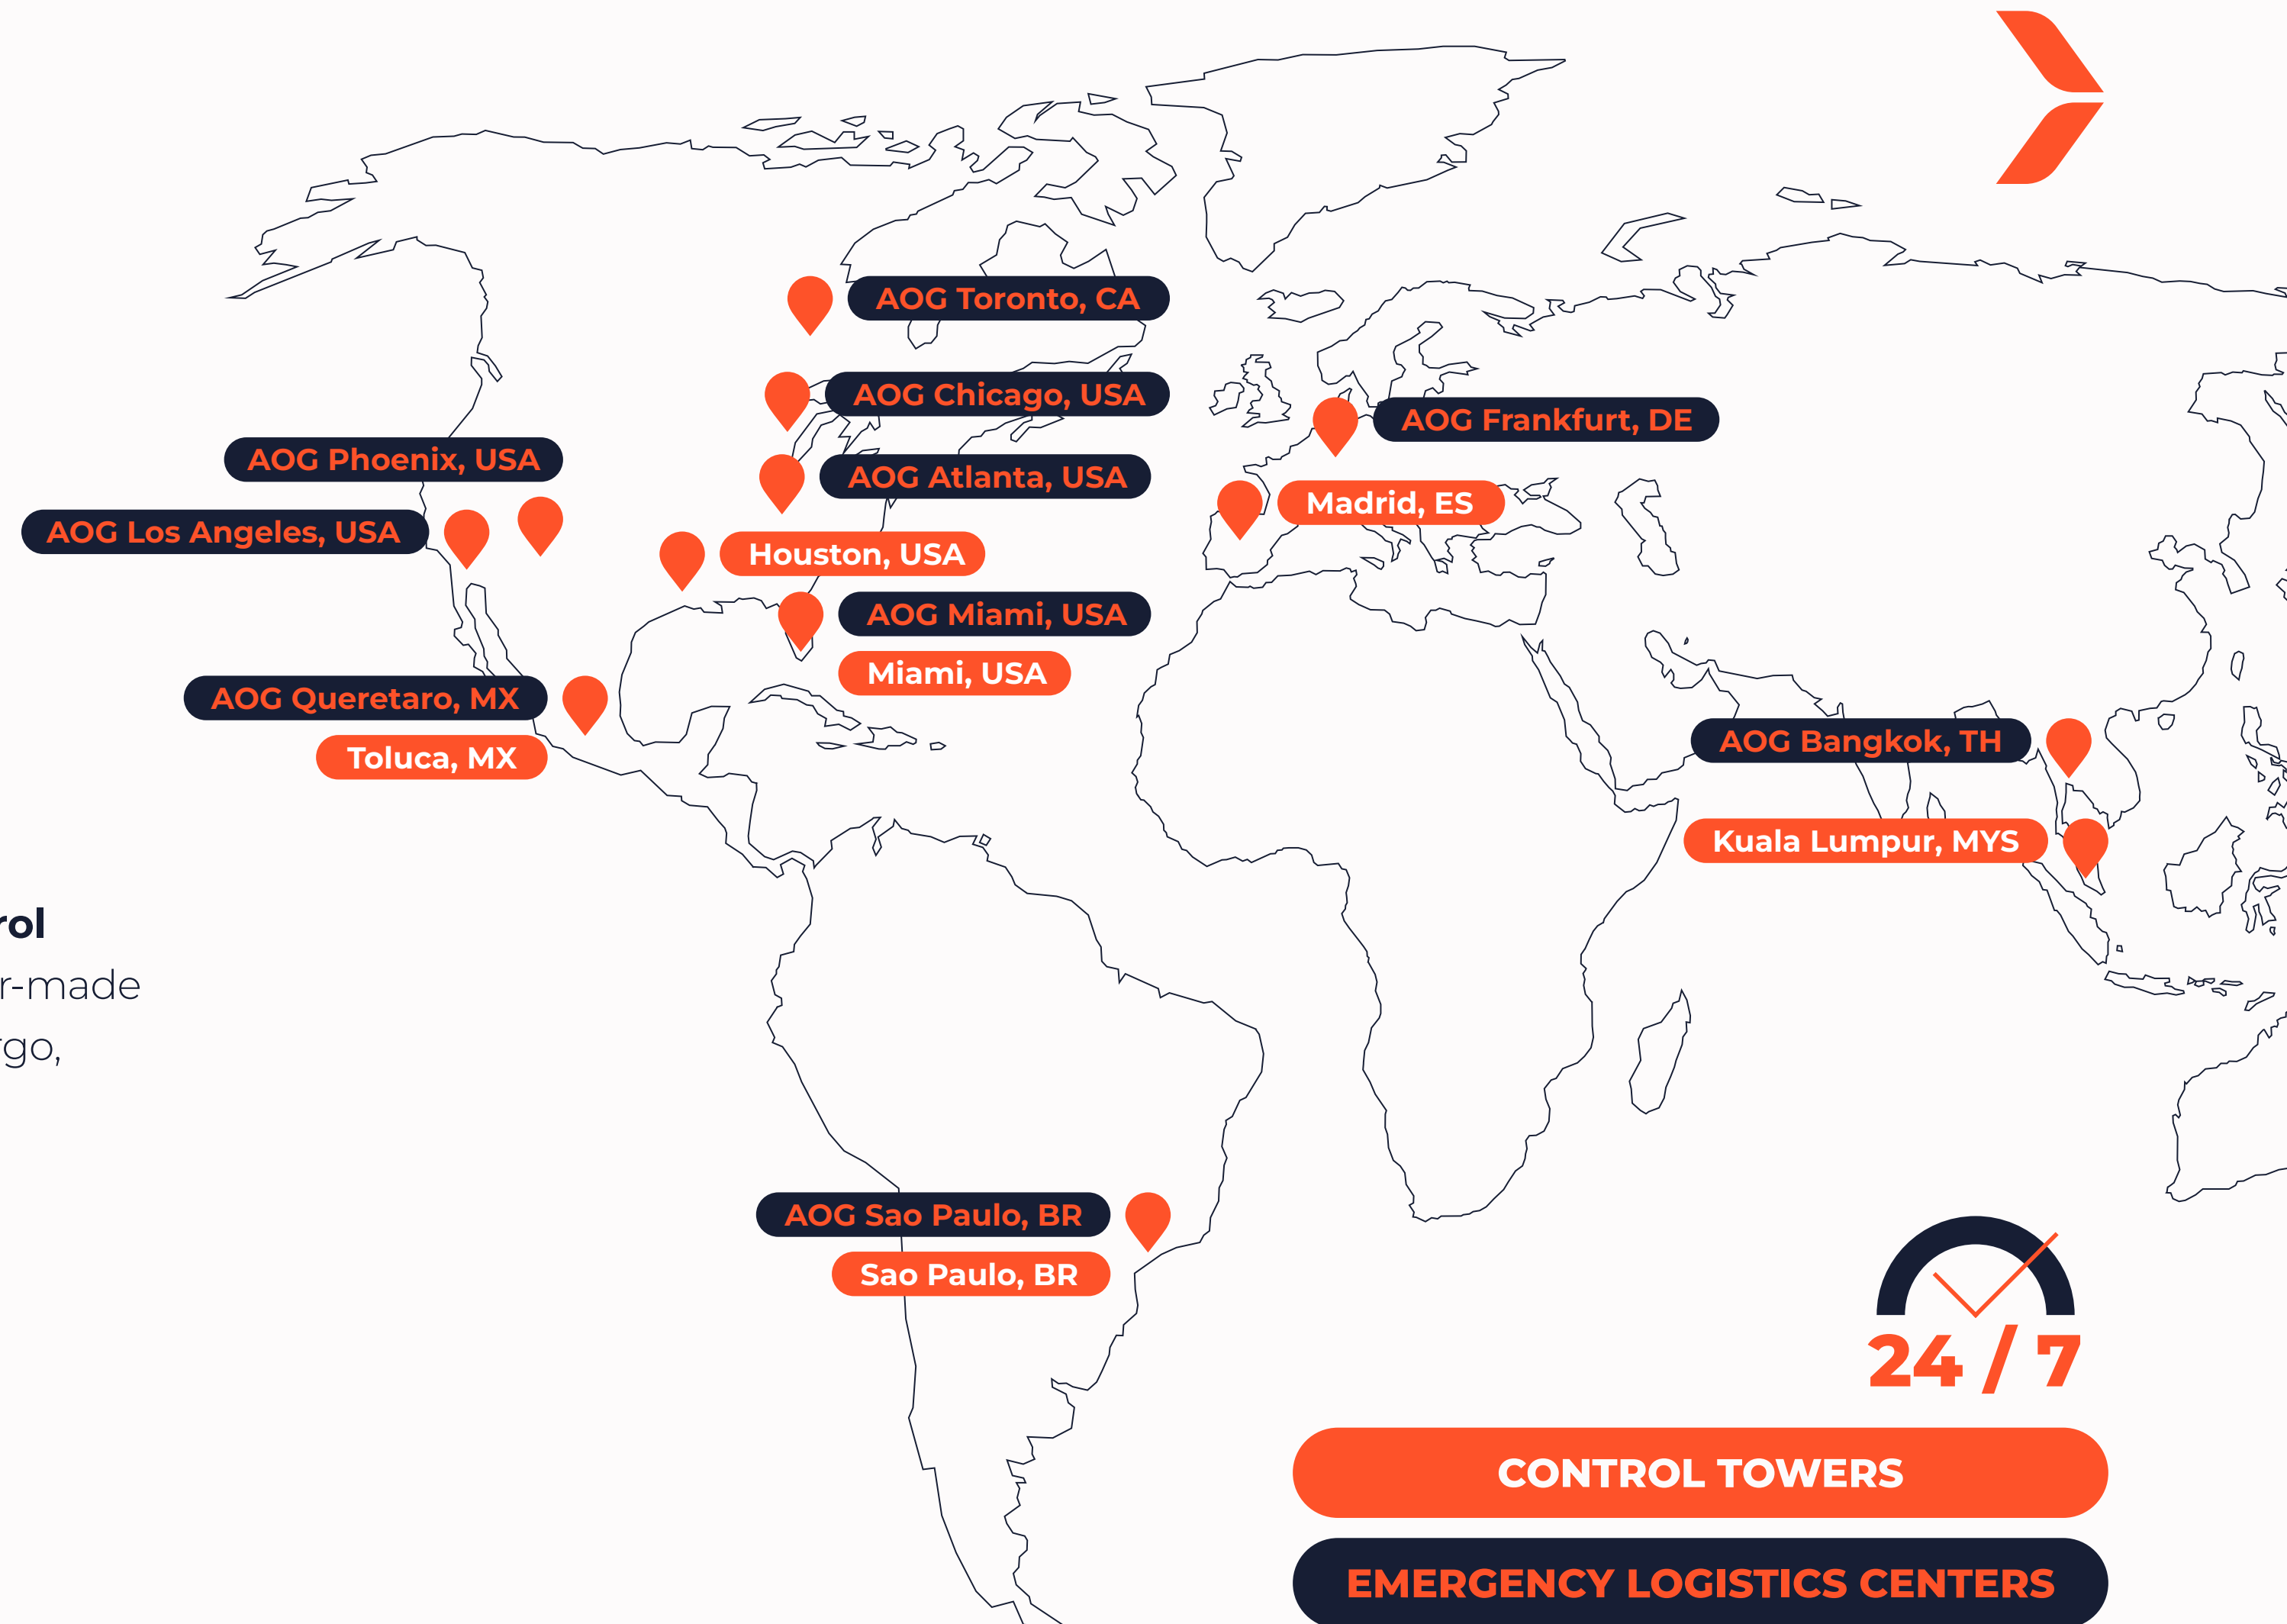 AOG Toronto, CA
AOG Chicago, USA
AOG Frankfurt, DE
AOG Phoenix, USA
AOG Atlanta, USA
Madrid, ES
AOG Los Angeles, USA
Houston, USA
AOG Miami, USA
Miami, USA
AOG Queretaro, MX
Toluca, MX
AOG Bangkok, TH
Kuala Lumpur, MYS
rol
r-made
rgo,
AOG Sao Paulo, BR
Sao Paulo, BR
24 / 7
CONTROL TOWERS
EMERGENCY LOGISTICS CENTERS